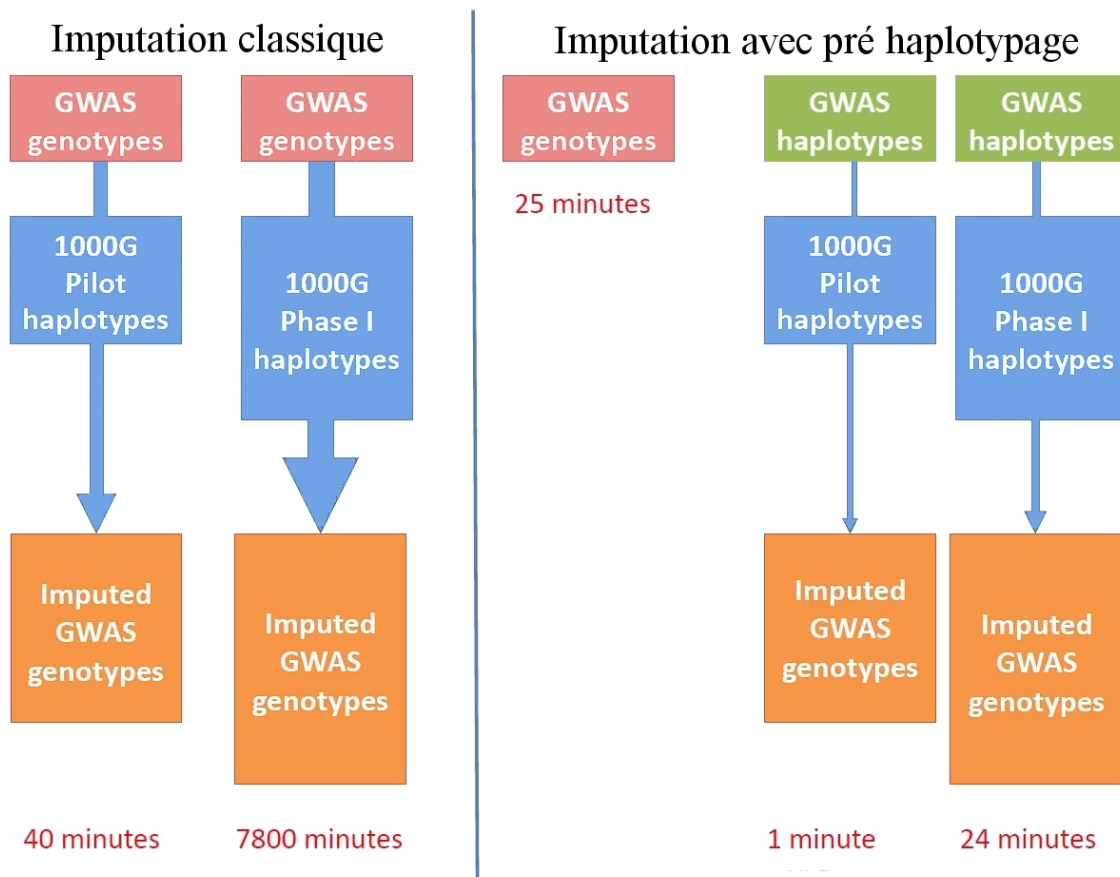 Imputation classique
GWAS
genotypes
1000G
Pilot
haplotypes
Imputed
GWAS
genotypes
40 minutes
GWAS
genotypes
1000G
Phase I
haplotypes
Imputed
GWAS
genotypes
7800 minutes
Imputation avec pré haplotypage
GWAS
genotypes
25 minutes
GWAS
haplotypes
1000G
Pilot
haplotypes
Imputed
GWAS
genotypes
1 minute
GWAS
haplotypes
1000G
Phase I
haplotypes
Imputed
GWAS
genotypes
24 minutes